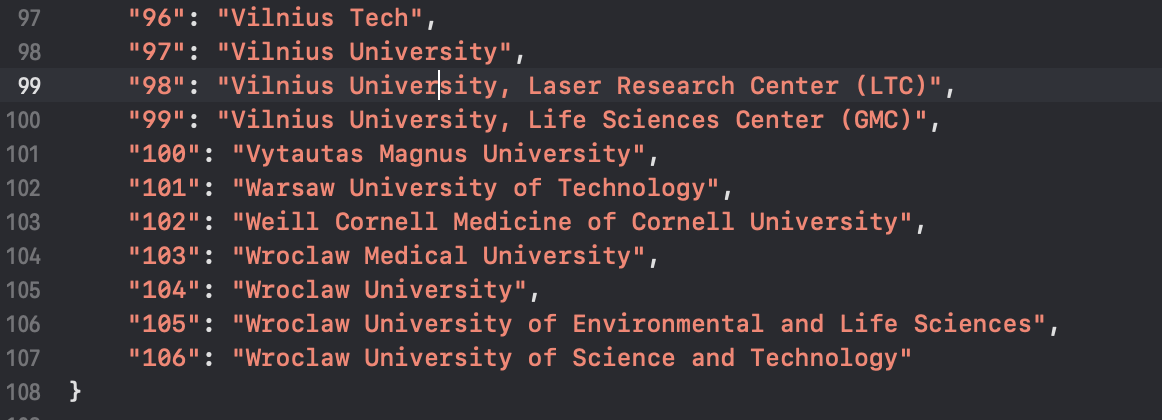 97 "96": "Vilnius Tech",
98 "97": "Vilnius University",
99 "98": "Vilnius University, Laser Research Center (LTC)",
100 "99": "Vilnius University, Life Sciences Center (GMC)",
101 "100": "Vytautas Magnus University",
102 "101": "Warsaw University of Technology",
103 "102": "Weill Cornell Medicine of Cornell University",
104 "103": "Wroclaw Medical University",
105 "104": "Wroclaw University",
106 "105": "Wroclaw University of Environmental and Life Sciences",
107 "106": "Wroclaw University of Science and Technology"
108 }